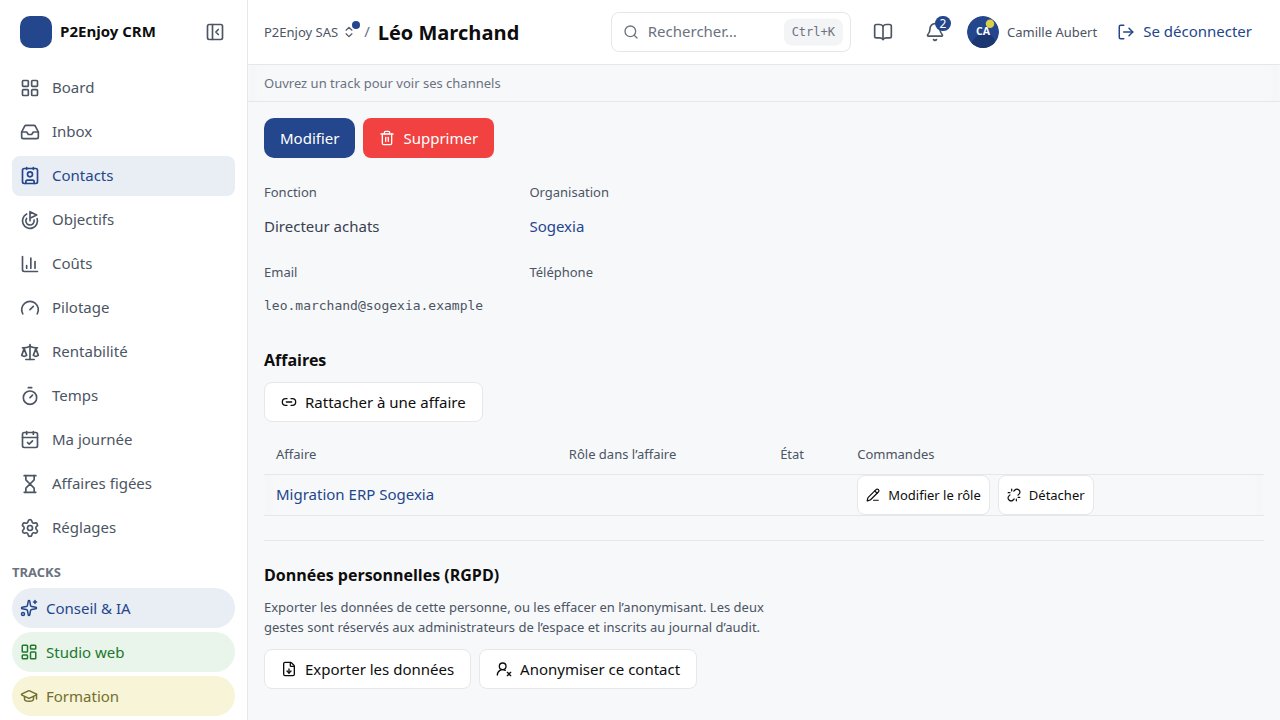 P2Enjoy CRM
P2Enjoy SAS / Léo Marchand
Rechercher... Ctrl+K
2
CA Camille Aubert
Se déconnecter
Ouvrez un track pour voir ses channels
Board
Inbox
Contacts
Objectifs
Coûts
Pilotage
Rentabilité
Temps
Ma journée
Affaires figées
Réglages
TRACKS
Conseil & IA
Studio web
Formation
Modifier Supprimer
Fonction Organisation
Directeur achats Sogexia
Email Téléphone
leo.marchand@sogexia.example
Affaires
Rattacher à une affaire
Affaire Rôle dans l'affaire État Commandes
Migration ERP Sogexia Modifier le rôle Détacher
Données personnelles (RGPD)
Exporter les données de cette personne, ou les effacer en l'anonymisant. Les deux
gestes sont réservés aux administrateurs de l'espace et inscrits au journal d'audit.
Exporter les données Anonymiser ce contact